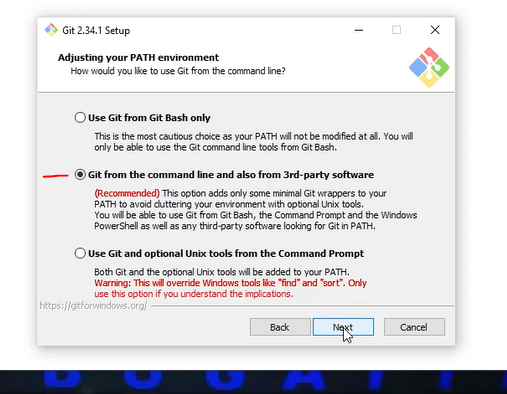 Git 2.34.1 Setup
Adjusting your PATH environment
How would you like to use Git from the command line?
Use Git from Git Bash only
This is the most cautious choice as your PATH will not be modified at all. You will
only be able to use the Git command line tools from Git Bash.
Git from the command line and also from 3rd-party software
(Recommended) This option adds only some minimal Git wrappers to your
PATH to avoid cluttering your environment with optional Unix tools.
You will be able to use Git from Git Bash, the Command Prompt and the Windows
PowerShell as well as any third-party software looking for Git in PATH.
Use Git and optional Unix tools from the Command Prompt
Both Git and the optional Unix tools will be added to your PATH.
Warning: This will override Windows tools like "find" and "sort". Only
use this option if you understand the implications.
https://gitforwindows.org/
Back Next Cancel